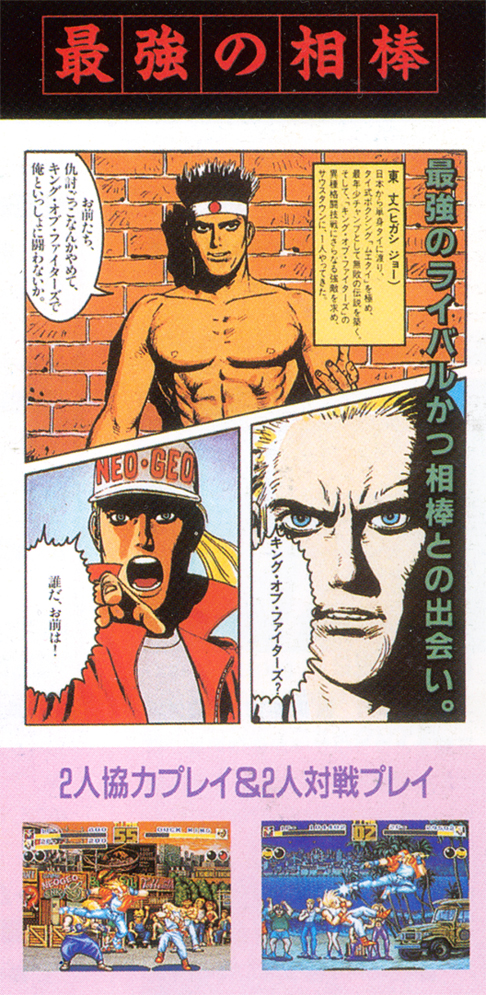 最強の相棒
最強のライバルかつ相棒との出会い。
東 丈(ヒガシ ジョー)
日本から単身タイに渡り、
タイ式ボクシング〝ムエタイ〟を極め、
最年少チャンプとして無敗の伝説を築く。
そして、〝キング・オブ・ファイターズ〟の
異種格闘技戦にさらなる強敵を求め、
サウスタウンに、1人やってきた。
お前たち、
仇討ごっこなんかやめて、
キング・オブ・ファイターズで
俺といっしょに闘わないか。
キング・オブ・ファイターズ?
NEO・GEO
誰だ、お前は!
2人協力プレイ&2人対戦プレイ
55
02